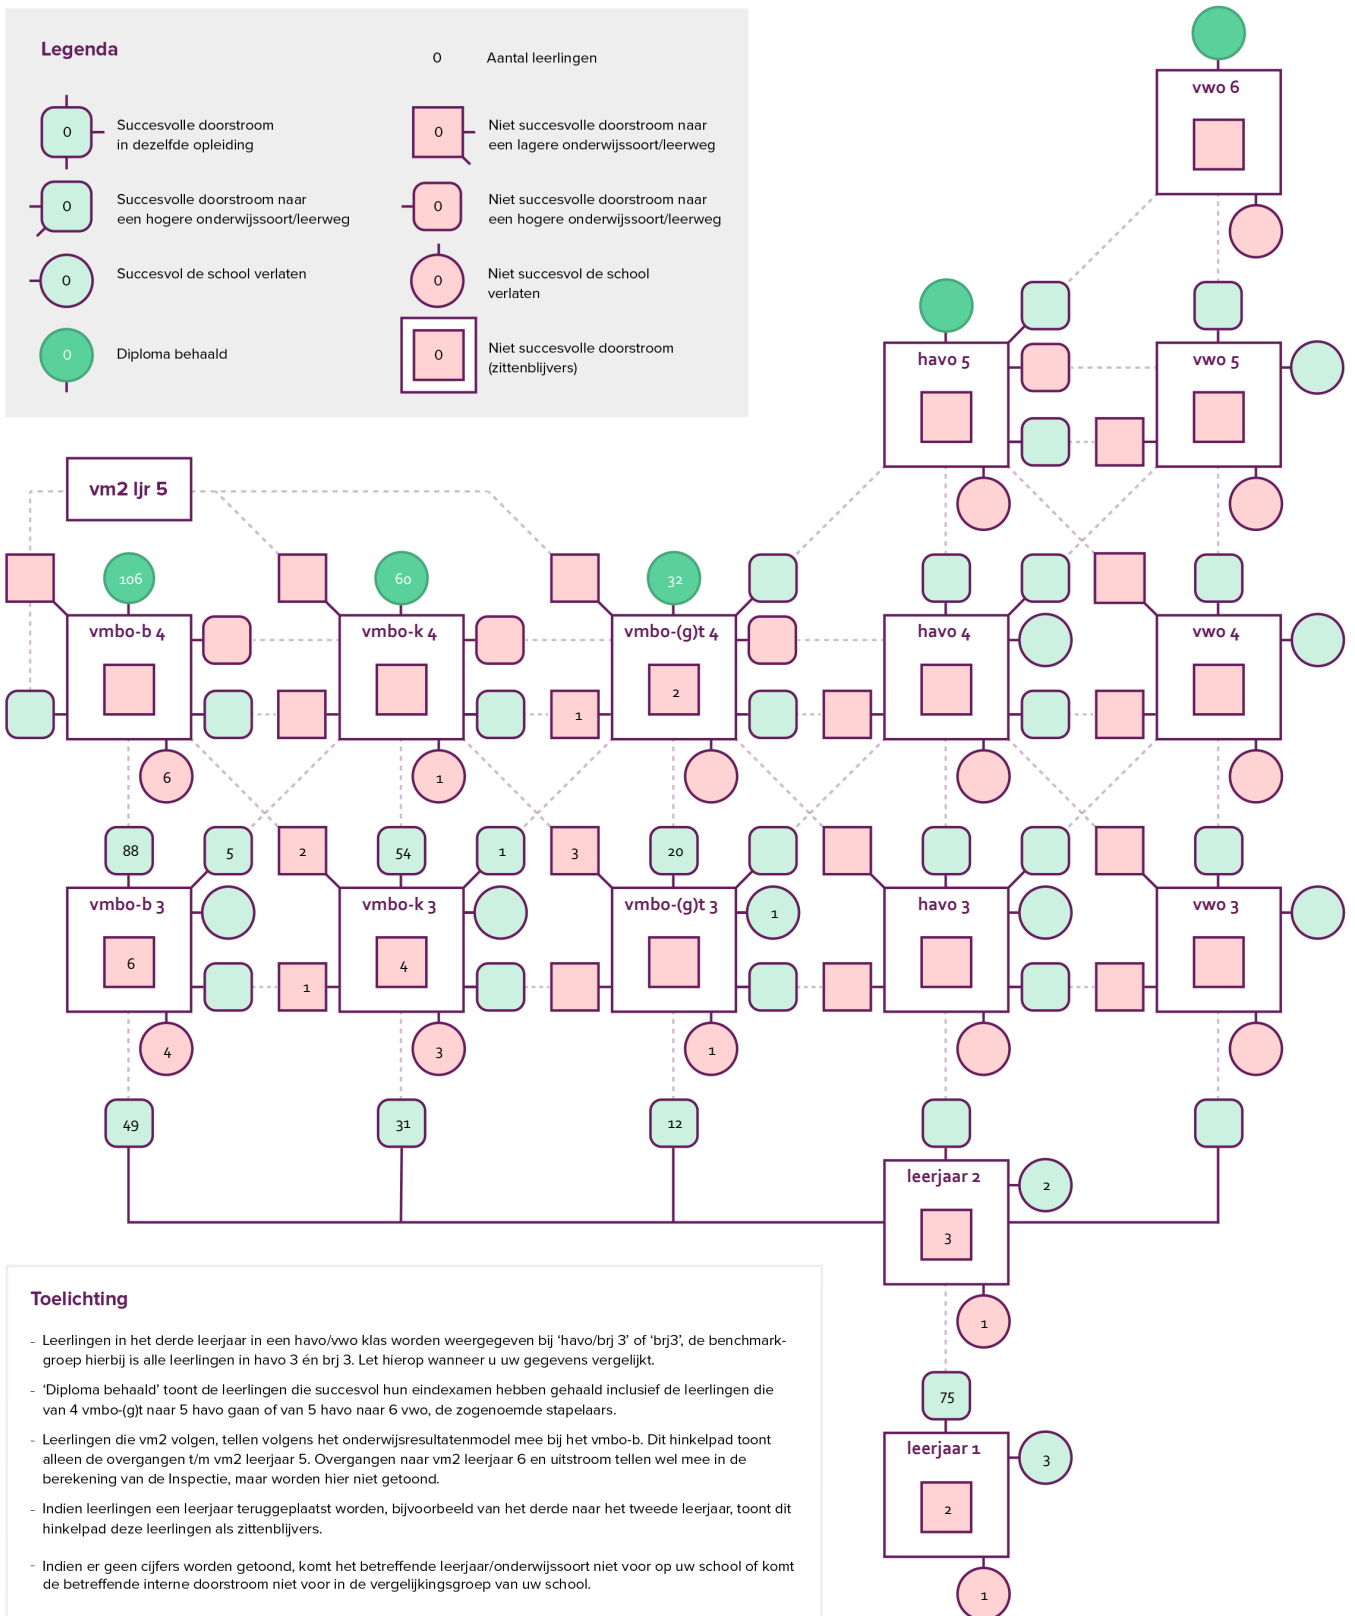 Legenda
0 Aantal leerlingen
0 Succesvolle doorstroom
in dezelfde opleiding
0 Niet succesvolle doorstroom naar
een lagere onderwijssoort/leerweg
0 Succesvolle doorstroom naar
een hogere onderwijssoort/leerweg
0 Niet succesvolle doorstroom naar
een hogere onderwijssoort/leerweg
0 Succesvol de school verlaten
0 Niet succesvol de school
verlaten
0 Diploma behaald
0 Niet succesvolle doorstroom
(zittenblijvers)
vwo 6
havo 5
vwo 5
vm2 ljr 5
106
60
32
vmbo-b 4
vmbo-k 4
vmbo-(g)t 4
havo 4
vwo 4
2
1
6
1
88
5
2
54
1
3
20
vmbo-b 3
vmbo-k 3
vmbo-(g)t 3
havo 3
vwo 3
1
6
4
1
4
3
1
49
31
12
leerjaar 2
2
3
1
75
leerjaar 1
3
2
1
Toelichting
- Leerlingen in het derde leerjaar in een havo/vwo klas worden weergegeven bij ‘havo/brj 3’ of ‘brj3’, de benchmark-
groep hierbij is alle leerlingen in havo 3 én brj 3. Let hierop wanneer u uw gegevens vergelijkt.
- ‘Diploma behaald’ toont de leerlingen die succesvol hun eindexamen hebben gehaald inclusief de leerlingen die
van 4 vmbo-(g)t naar 5 havo gaan of van 5 havo naar 6 vwo, de zogenoemde stapelaars.
- Leerlingen die vm2 volgen, tellen volgens het onderwijsresultatenmodel mee bij het vmbo-b. Dit hinkelpad toont
alleen de overgangen t/m vm2 leerjaar 5. Overgangen naar vm2 leerjaar 6 en uitstroom tellen wel mee in de
berekening van de Inspectie, maar worden hier niet getoond.
- Indien leerlingen een leerjaar teruggeplaatst worden, bijvoorbeeld van het derde naar het tweede leerjaar, toont dit
hinkelpad deze leerlingen als zittenblijvers.
- Indien er geen cijfers worden getoond, komt het betreffende leerjaar/onderwijssoort niet voor op uw school of komt
de betreffende interne doorstroom niet voor in de vergelijkingsgroep van uw school.